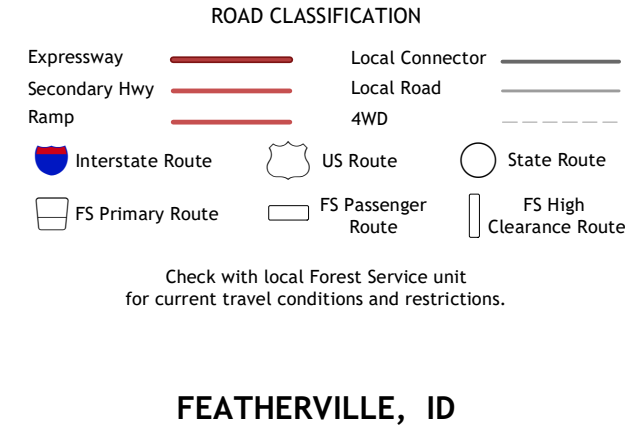 ROAD CLASSIFICATION
Expressway
Local Connector
Secondary Hwy
Local Road
Ramp
4WD
Interstate Route
US Route
State Route
FS Primary Route
FS Passenger
Route
FS High
Clearance Route
Check with local Forest Service unit
for current travel conditions and restrictions.
FEATHERVILLE, ID